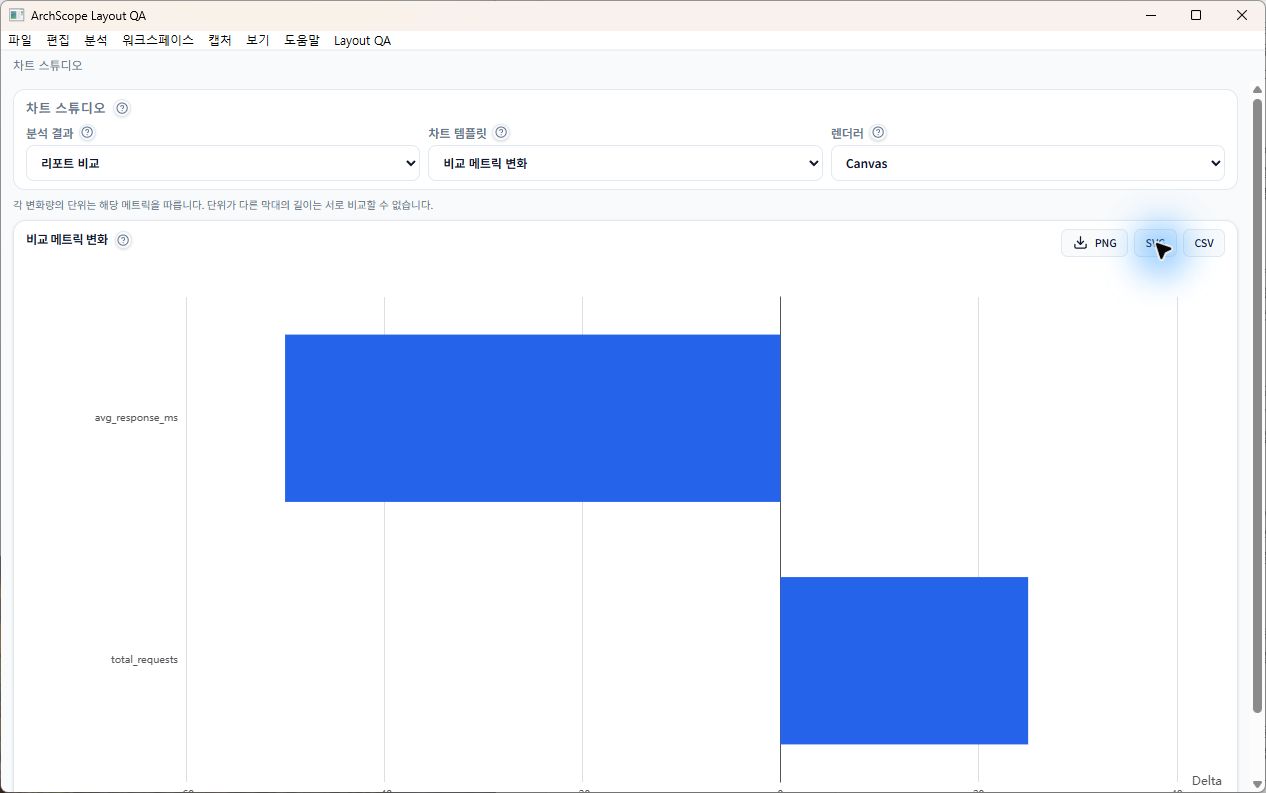 ArchScope Layout QA
파일 편집 분석 워크스페이스 캡처 보기 도움말 Layout QA
차트 스튜디오
차트 스튜디오
분석 결과 차트 템플릿 렌더러
리포트 비교 비교 메트릭 변화 Canvas
각 변화량의 단위는 해당 메트릭을 따릅니다. 단위가 다른 막대의 길이는 서로 비교할 수 없습니다.
비교 메트릭 변화 PNG CSV
avg_response_ms
total_requests
Delta